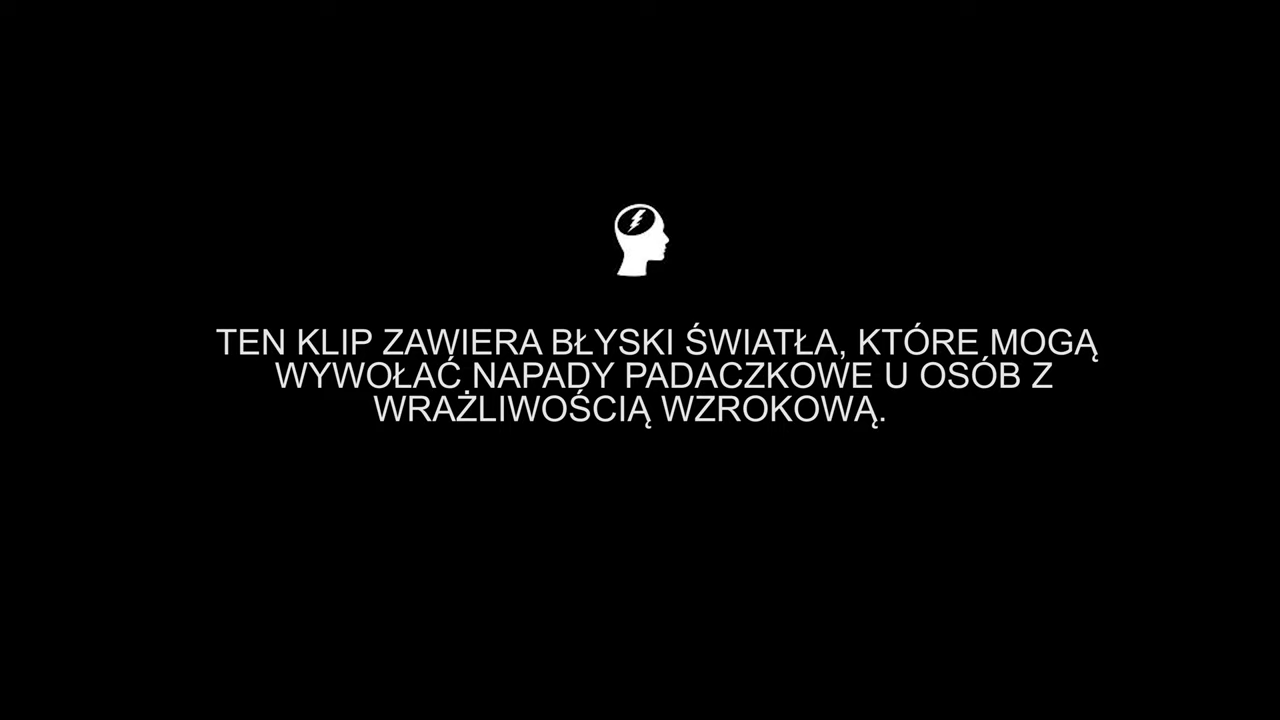 TEN KLIP ZAWIERA BŁYSKI ŚWIATŁA, KTÓRE MOGĄ
WYWOŁAĆ NAPADY PADACZKOWE U OSÓB Z
WRAŻLIWOŚCIĄ WZROKOWĄ.